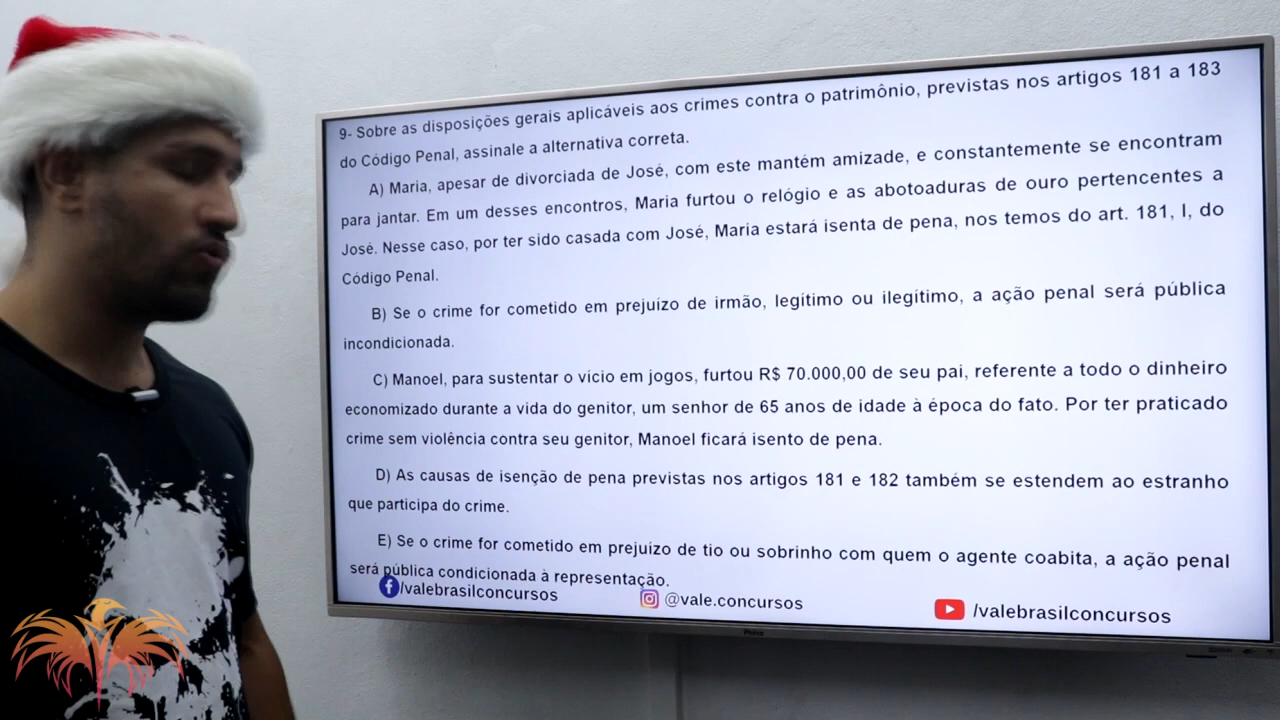 9- Sobre as disposições gerais aplicáveis aos crimes contra o patrimônio, previstas nos artigos 181 a 183
do Código Penal, assinale a alternativa correta.
A) Maria, apesar de divorciada de José, com este mantém amizade, e constantemente se encontram
para jantar. Em um desses encontros, Maria furtou o relógio e as abotoaduras de ouro pertencentes a
José. Nesse caso, por ter sido casada com José, Maria estará isenta de pena, nos temos do art. 181, I, do
Código Penal.
B) Se o crime for cometido em prejuízo de irmão, legítimo ou ilegítimo, a ação penal será pública
incondicionada.
C) Manoel, para sustentar o vício em jogos, furtou R$ 70.000,00 de seu pai, referente a todo o dinheiro
economizado durante a vida do genitor, um senhor de 65 anos de idade à época do fato. Por ter praticado
crime sem violência contra seu genitor, Manoel ficará isento de pena.
D) As causas de isenção de pena previstas nos artigos 181 e 182 também se estendem ao estranho
que participa do crime.
E) Se o crime for cometido em prejuízo de tio ou sobrinho com quem o agente coabita, a ação penal
será pública condicionada à representação.
/valebrasilconcursos
@vale.concursos
/valebrasilconcursos
Philco